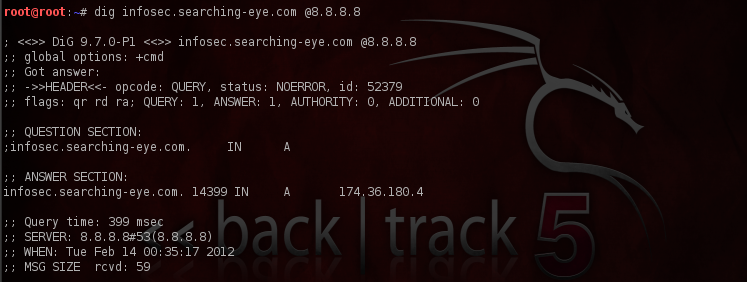 root@root:~# dig infosec.searching-eye.com @8.8.8.8
; <<>> DiG 9.7.0-P1 <<>> infosec.searching-eye.com @8.8.8.8
;; global options: +cmd
;; Got answer:
;; ->>HEADER<<- opcode: QUERY, status: NOERROR, id: 52379
;; flags: qr rd ra; QUERY: 1, ANSWER: 1, AUTHORITY: 0, ADDITIONAL: 0
;; QUESTION SECTION:
;infosec.searching-eye.com. IN A
;; ANSWER SECTION:
infosec.searching-eye.com. 14399 IN A 174.36.180.4
;; Query time: 399 msec
;; SERVER: 8.8.8.8#53(8.8.8.8)
;; WHEN: Tue Feb 14 00:35:17 2012
;; MSG SIZE rcvd: 59
<< back | track 5